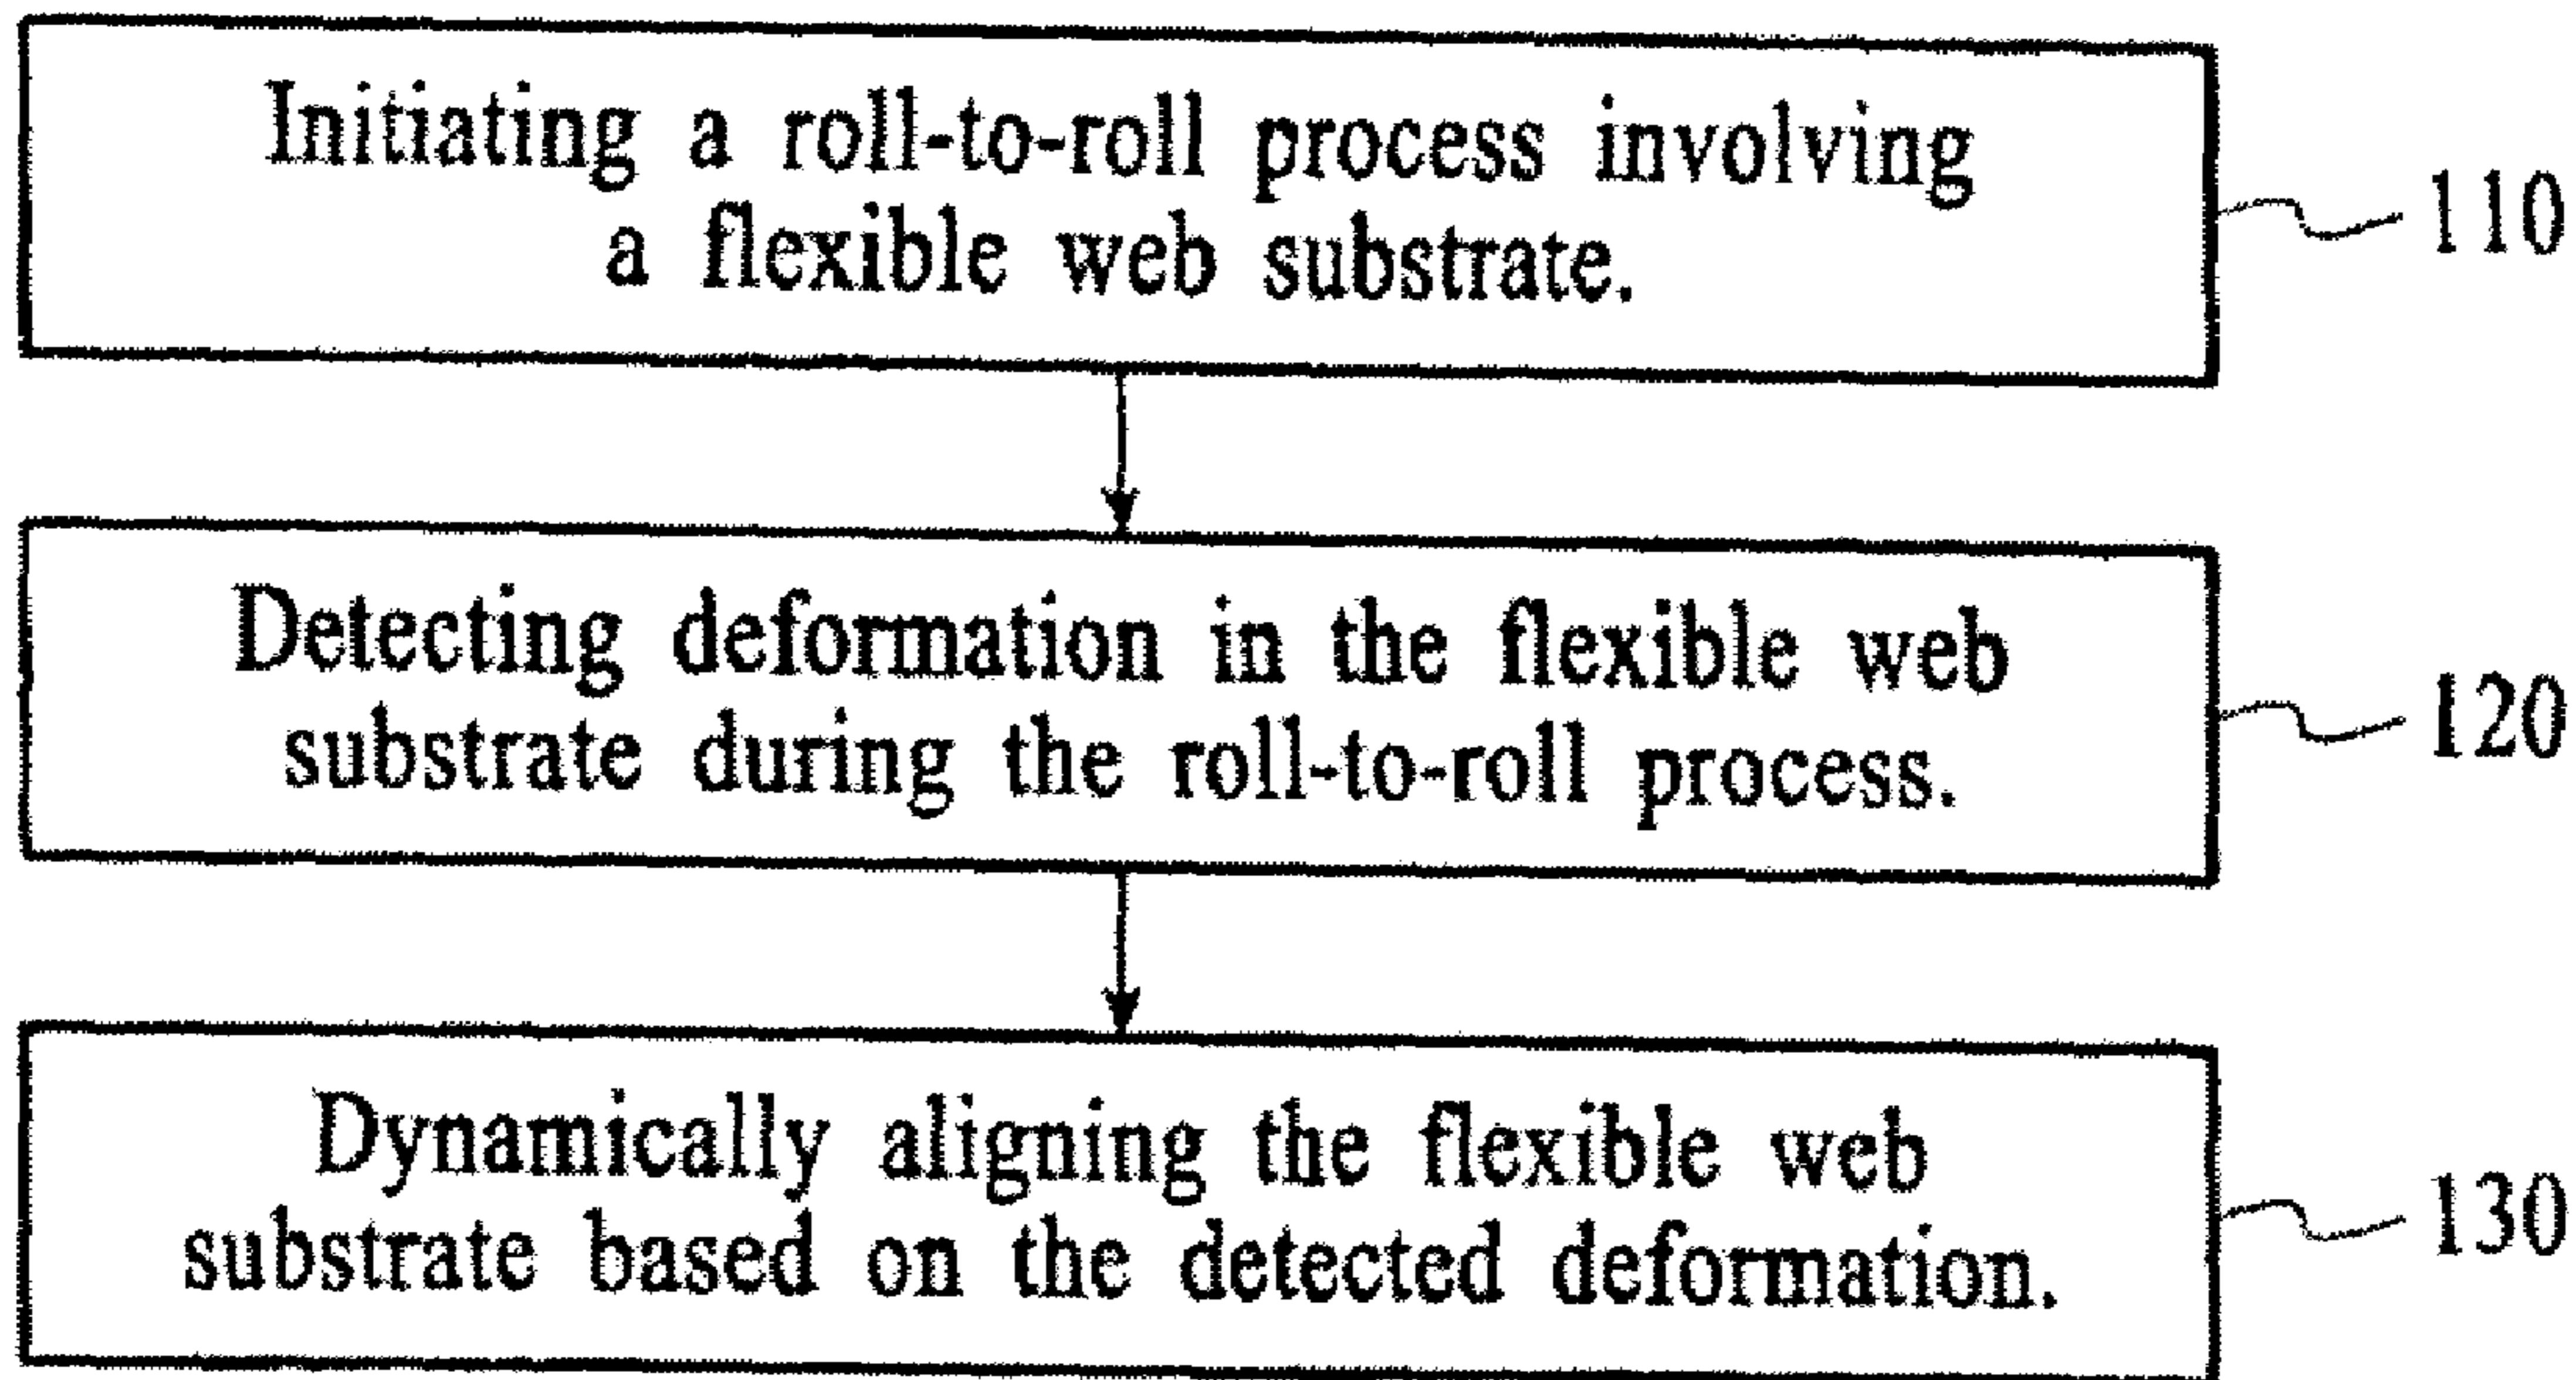 Initiating a roll-to-roll process involving
a flexible web substrate.
110
Detecting deformation in the flexible web
substrate during the roll-to-roll process.
120
Dynamically aligning the flexible web
substrate based on the detected deformation.
130